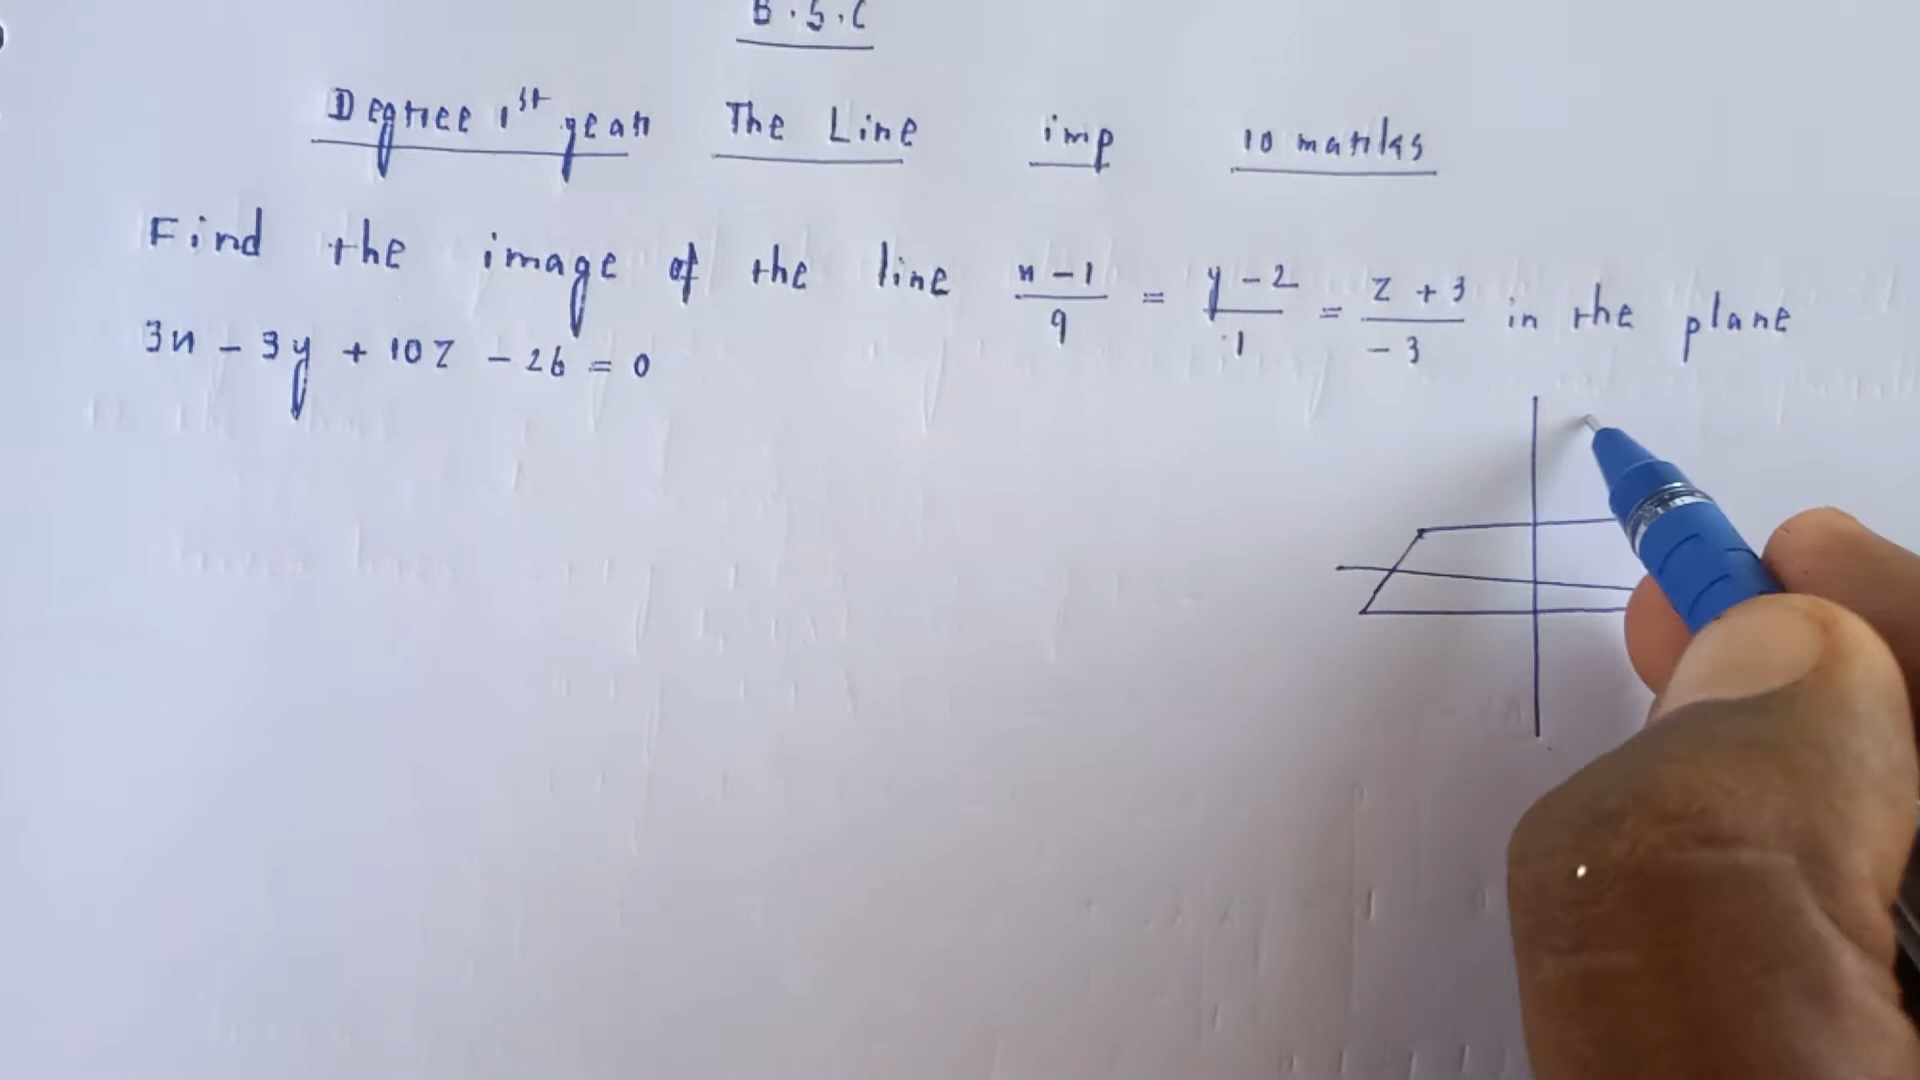 B.S.C
Degree 1st year The Line imp 10 marks
Find the image of the line x-1/9 = y-2/-1 = z+3/-3 in the plane
3x - 3y + 10z - 26 = 0